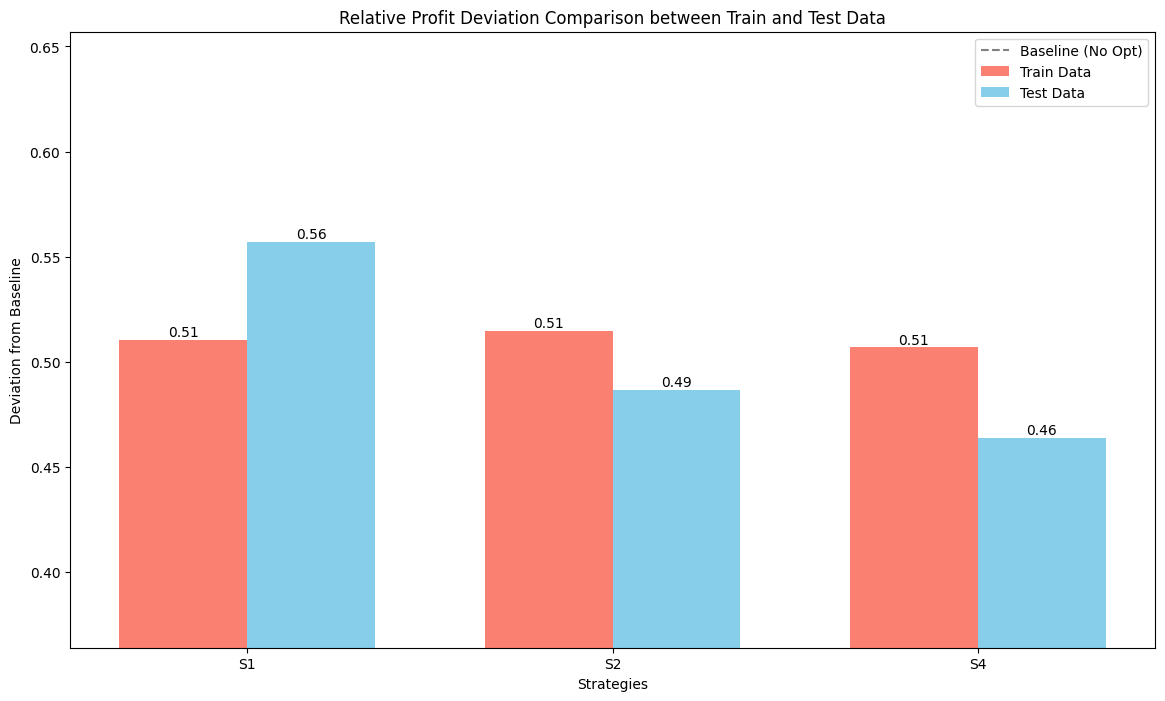 Relative Profit Deviation Comparison between Train and Test Data
Deviation from Baseline
0.65
0.60
0.55
0.50
0.45
0.40
Baseline (No Opt)
Train Data
Test Data
0.51
0.56
0.51
0.49
0.51
0.46
S1
S2
S4
Strategies